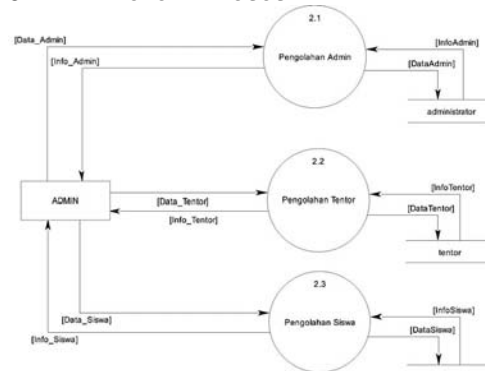 2.1
[Data_Admin]
[InfoAdmin]
Pengolahan Admin
[Info_Admin]
[DataAdmin]
administrator
2.2
[InfoTentor]
ADMIN
[Data_Tentor]
Pengolahan Tentor
[Info_Tentor]
[DataTentor]
tentor
2.3
[InfoSiswa]
[Data_Siswa]
Pengolahan Siswa
[DataSiswa]
[Info_Siswa]